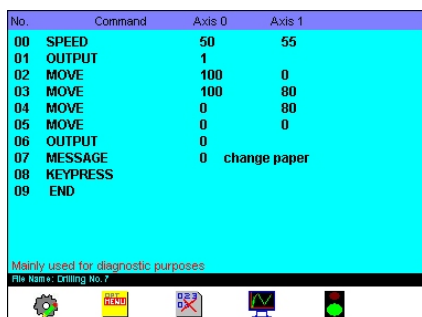 No. Command Axis 0 Axis 1
00 SPEED 50 55
01 OUTPUT 1
02 MOVE 100 0
03 MOVE 100 80
04 MOVE 0 80
05 MOVE 0 0
06 OUTPUT 0
07 MESSAGE 0 change paper
08 KEYPRESS
09 END
Mainly used for diagnostic purposes
File Name: Drilling No. 7
MENU